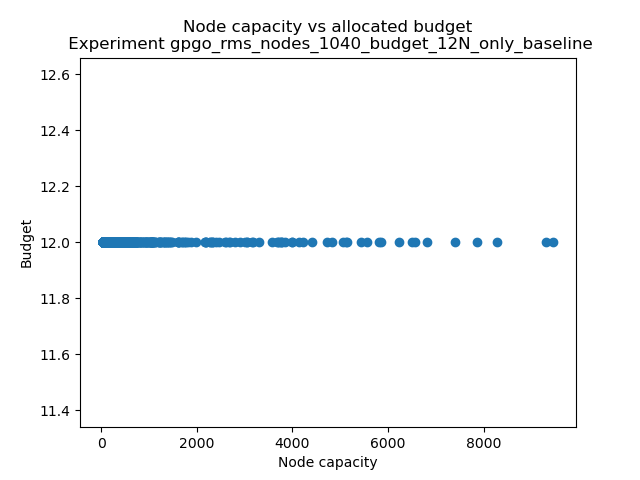 Node capacity vs allocated budget
Experiment gpgo_rms_nodes_1040_budget_12N_only_baseline
12.6
12.4
12.2
12.0
11.8
11.6
11.4
Budget
0 2000 4000 6000 8000
Node capacity